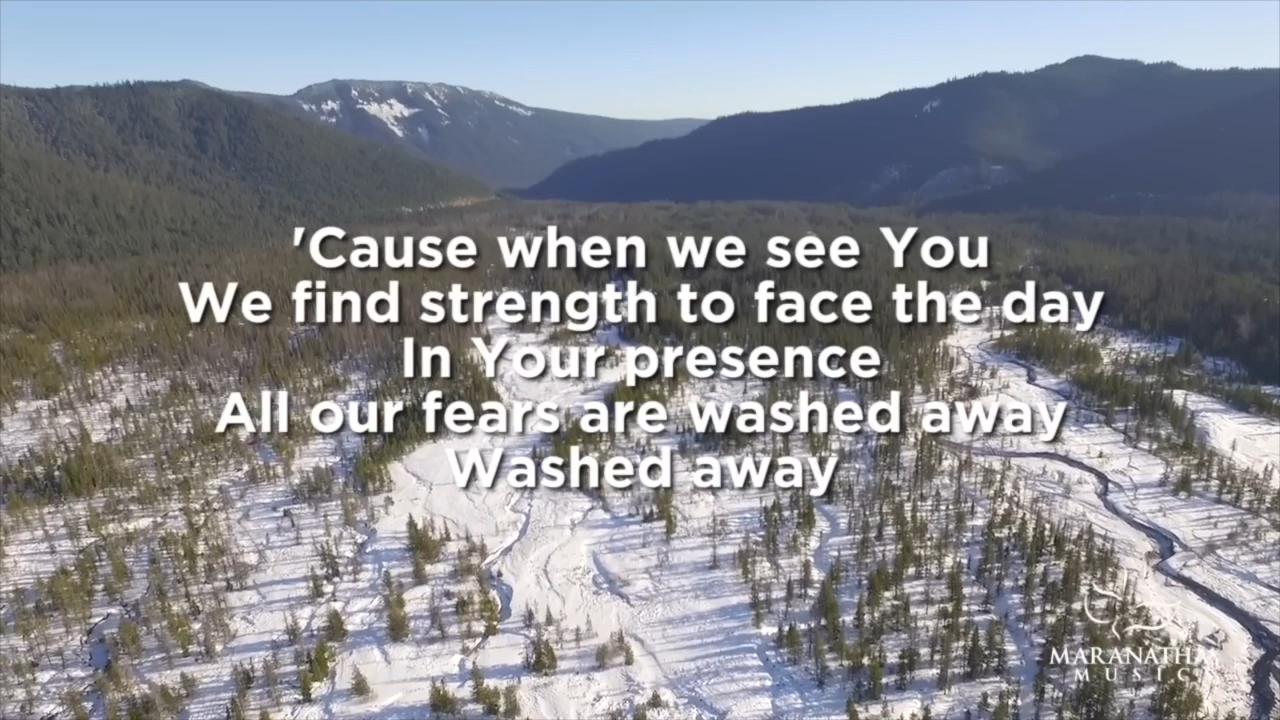 'Cause when we see You
We find strength to face the day
In Your presence
All our fears are washed away
Washed away
MARANATHA
MUSIC